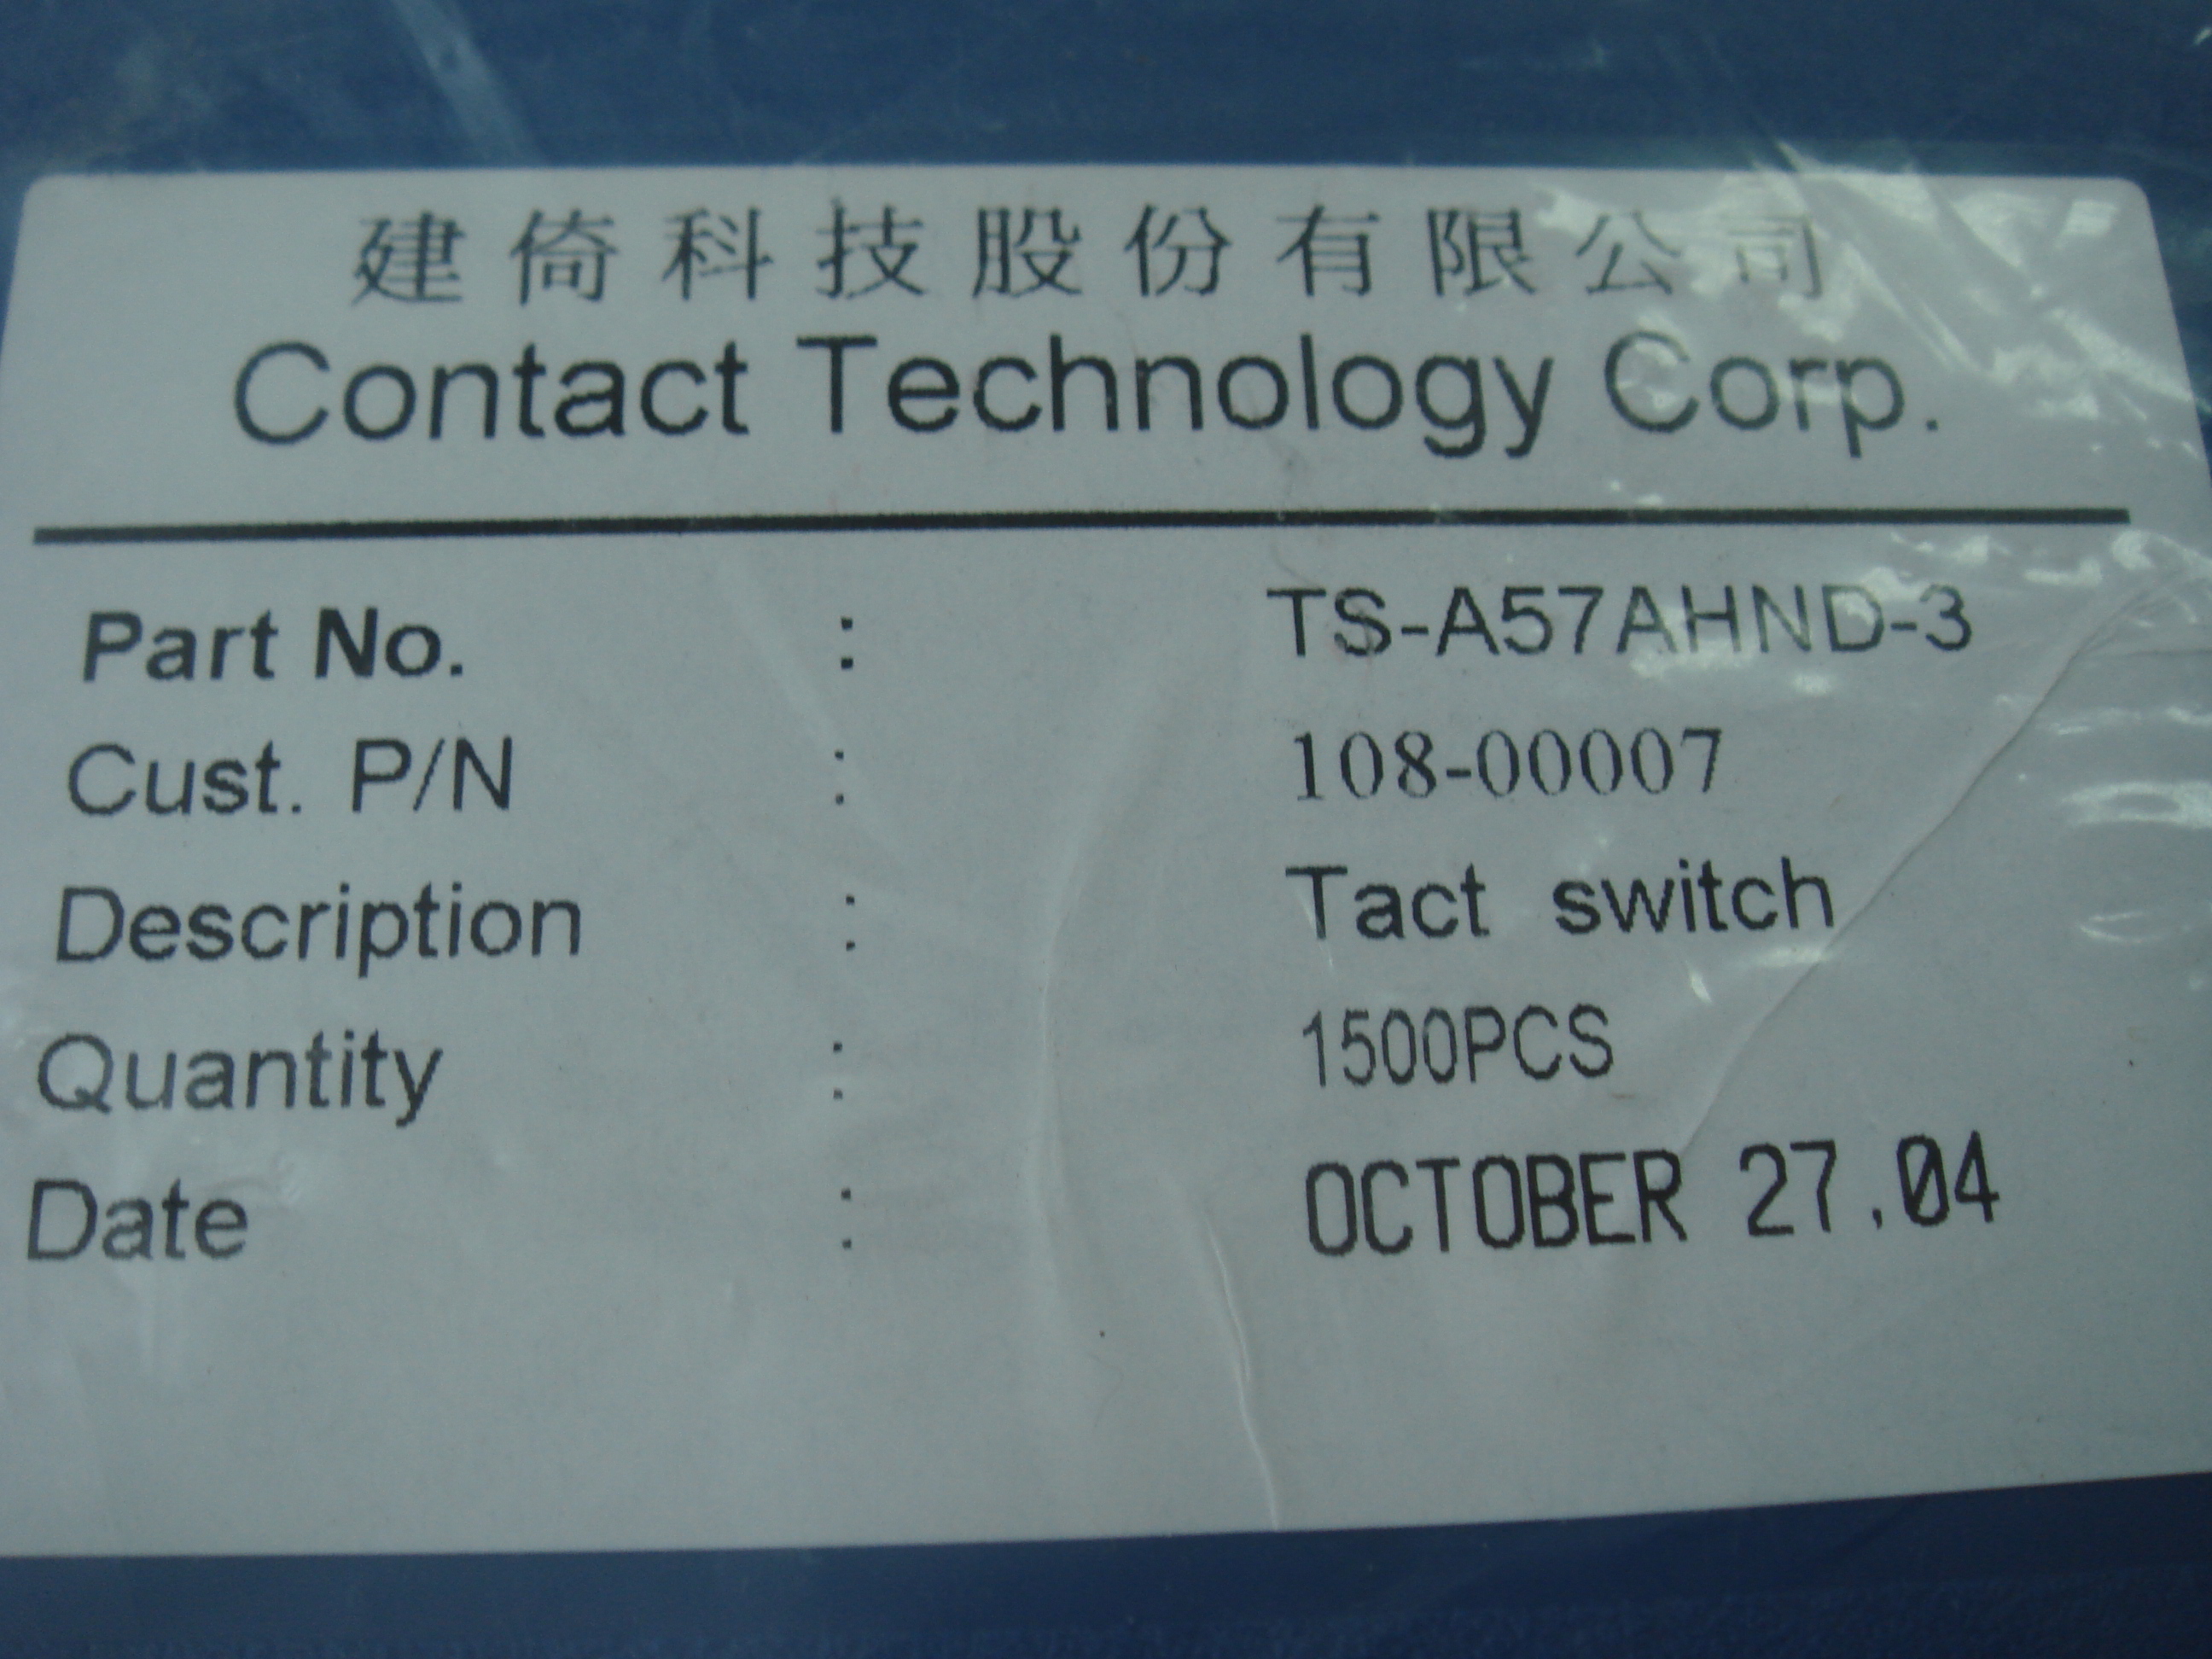 建倚科技股份有限公司
Contact Technology Corp.
Part No. : TS-A57AHND-3
Cust. P/N : 108-00007
Description : Tact switch
Quantity : 1500PCS
Date : OCTOBER 27.04